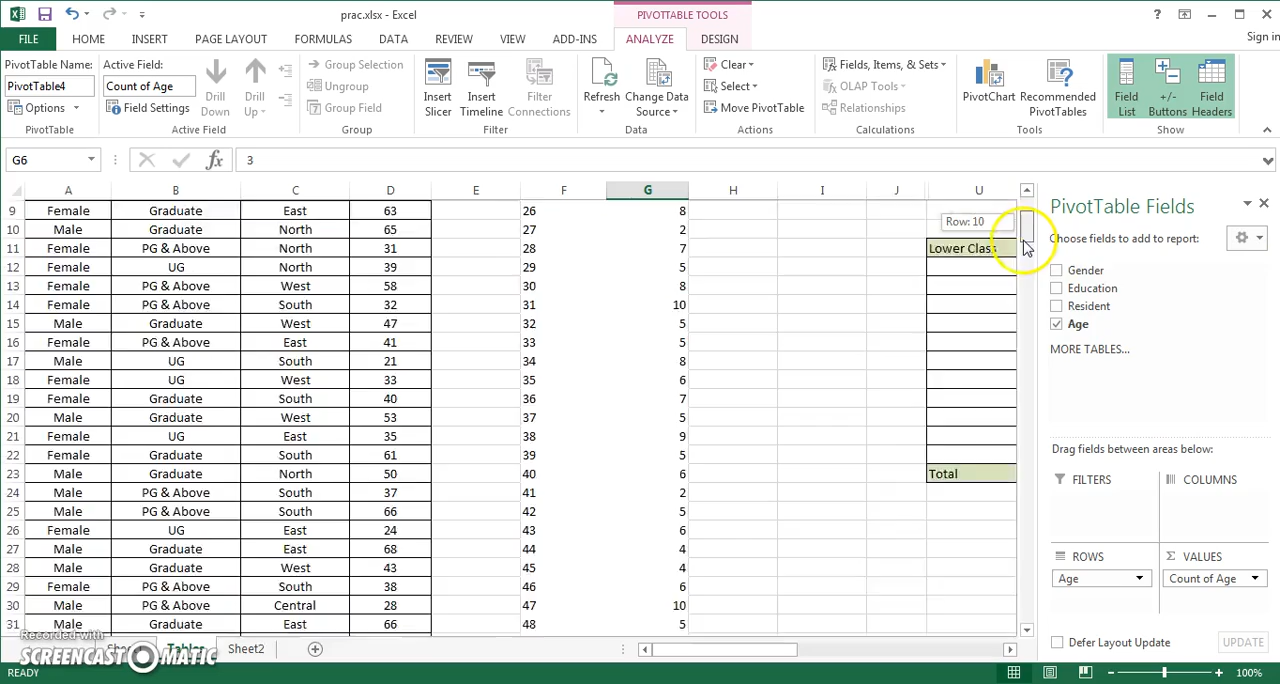 prac.xlsx - Excel
PIVOTTABLE TOOLS
?
FILE
HOME
INSERT
PAGE LAYOUT
FORMULAS
DATA
REVIEW
VIEW
ADD-INS
ANALYZE
DESIGN
Sign in
PivotTable Name:
PivotTable4
Options
PivotTable
Active Field:
Count of Age
Field Settings
Drill Down
Drill Up
Active Field
Group Selection
Ungroup
Group Field
Group
Insert Slicer
Insert Timeline
Filter Connections
Filter
Refresh
Change Data Source
Data
Clear
Select
Move PivotTable
Actions
Fields, Items, & Sets
OLAP Tools
Relationships
Calculations
PivotChart
Recommended PivotTables
Tools
Field List
+/- Buttons
Field Headers
Show
G6
fx
3
A B C D E F G H I J U
9 Female Graduate East 63 26 8
10 Male Graduate North 65 27 2
11 Female PG & Above North 31 28 7 Lower Class
12 Female UG North 39 29 5
13 Female PG & Above West 58 30 8
14 Female PG & Above South 32 31 10
15 Male Graduate West 47 32 5
16 Female PG & Above East 41 33 5
17 Male UG South 21 34 8
18 Female UG West 33 35 6
19 Female Graduate South 40 36 7
20 Male Graduate West 53 37 5
21 Female UG East 35 38 9
22 Female Graduate South 61 39 5
23 Male Graduate North 50 40 6 Total
24 Male PG & Above South 37 41 2
25 Male PG & Above South 66 42 5
26 Female UG East 24 43 6
27 Male Graduate East 68 44 4
28 Male Graduate West 43 45 4
29 Female PG & Above South 38 46 6
30 Male PG & Above Central 28 47 10
31 Male Graduate East 66 48 5
Row: 10
PivotTable Fields
Choose fields to add to report:
Gender
Education
Resident
Age
MORE TABLES...
Drag fields between areas below:
FILTERS
COLUMNS
ROWS
Σ VALUES
Age
Count of Age
Defer Layout Update
UPDATE
Sheet2
Recorded with
SCREENCAST-O-MATIC
READY
100%